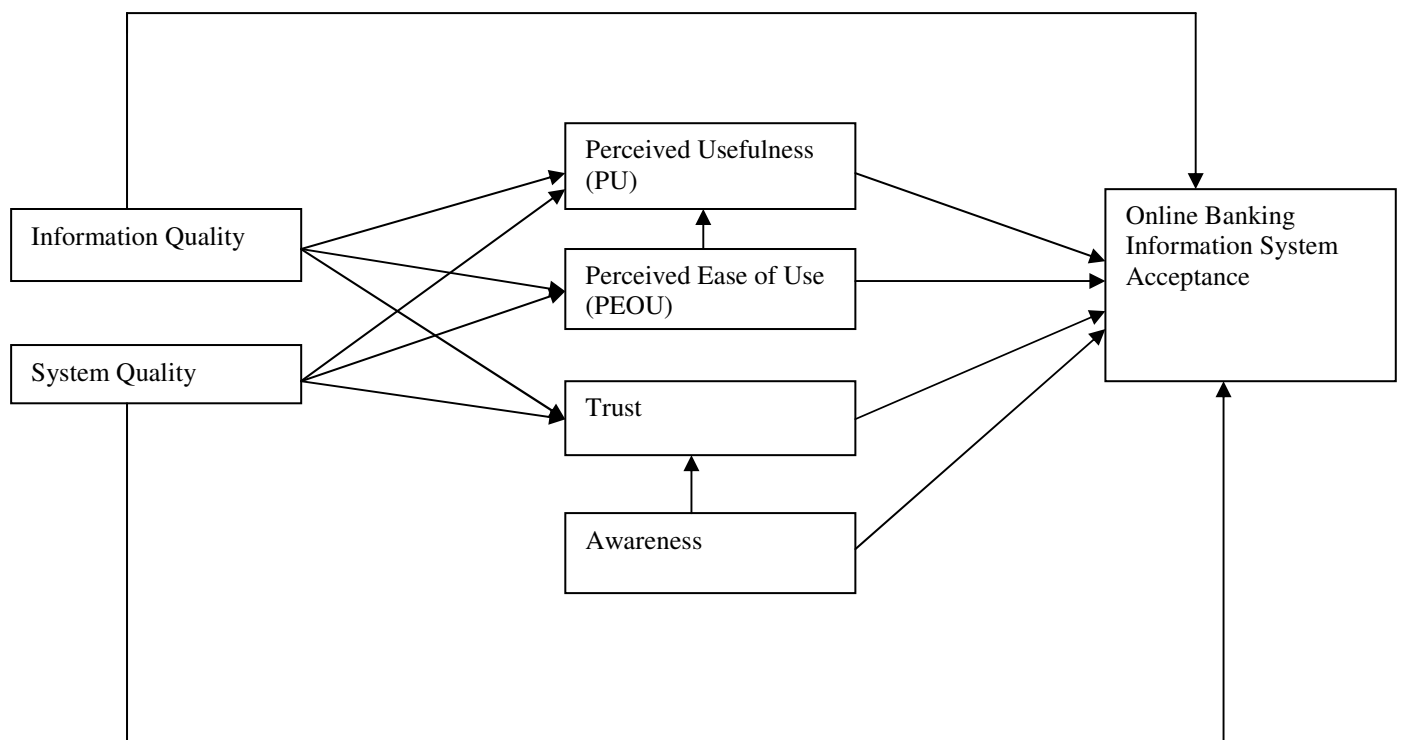 Perceived Usefulness
(PU)
Information Quality
Online Banking
Information System
Acceptance
Perceived Ease of Use
(PEOU)
System Quality
Trust
Awareness